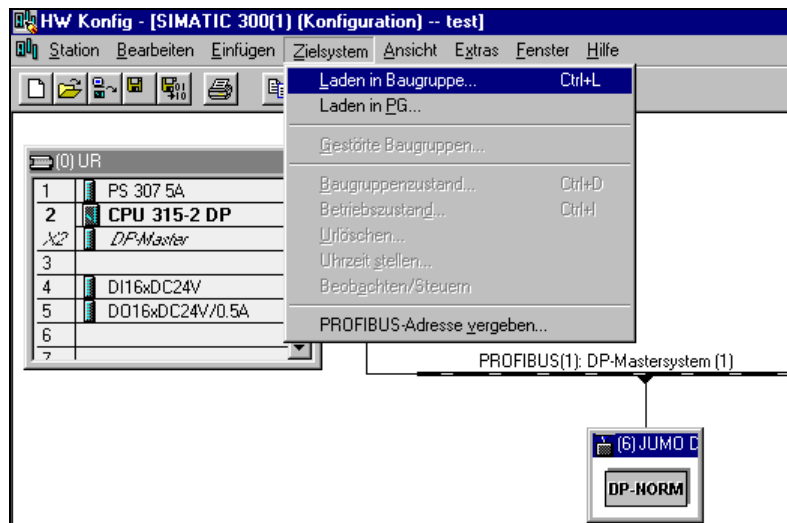 HW Konfig - [SIMATIC 300(1) (Konfiguration) -- test]
Station Bearbeiten Einfügen Zielsystem Ansicht Extras Fenster Hilfe
Laden in Baugruppe... Ctrl+L
Laden in PG...
Gestörte Baugruppen...
Baugruppenzustand... Ctrl+D
Betriebszustand... Ctrl+I
Urlöschen...
Uhrzeit stellen...
Beobachten/Steuern
PROFIBUS-Adresse vergeben...
(0) UR
1 PS 307 5A
2 CPU 315-2 DP
X2 DP-Master
3
4 DI16xDC24V
5 DO16xDC24V/0.5A
6
7
PROFIBUS(1): DP-Mastersystem (1)
(6) JUMO D
DP-NORM